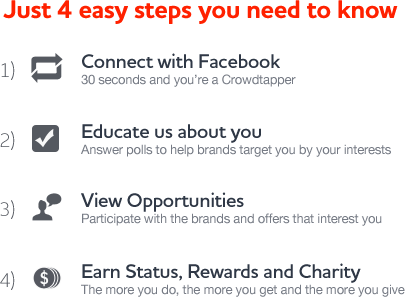 Just 4 easy steps you need to know
1) Connect with Facebook
30 seconds and you're a Crowdtapper
2) Educate us about you
Answer polls to help brands target you by your interests
3) View Opportunities
Participate with the brands and offers that interest you
4) $ Earn Status, Rewards and Charity
The more you do, the more you get and the more you give